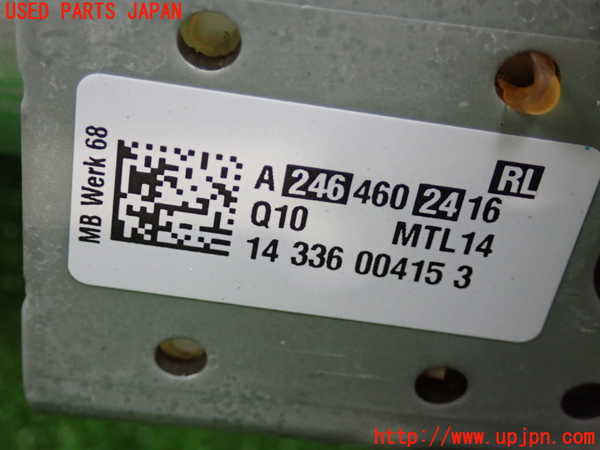 USED PARTS JAPAN
MB Werk 68
RL
A 246 460 24 16
Q10 MTL14
14 336 00415 3
http://www.upjpn.com